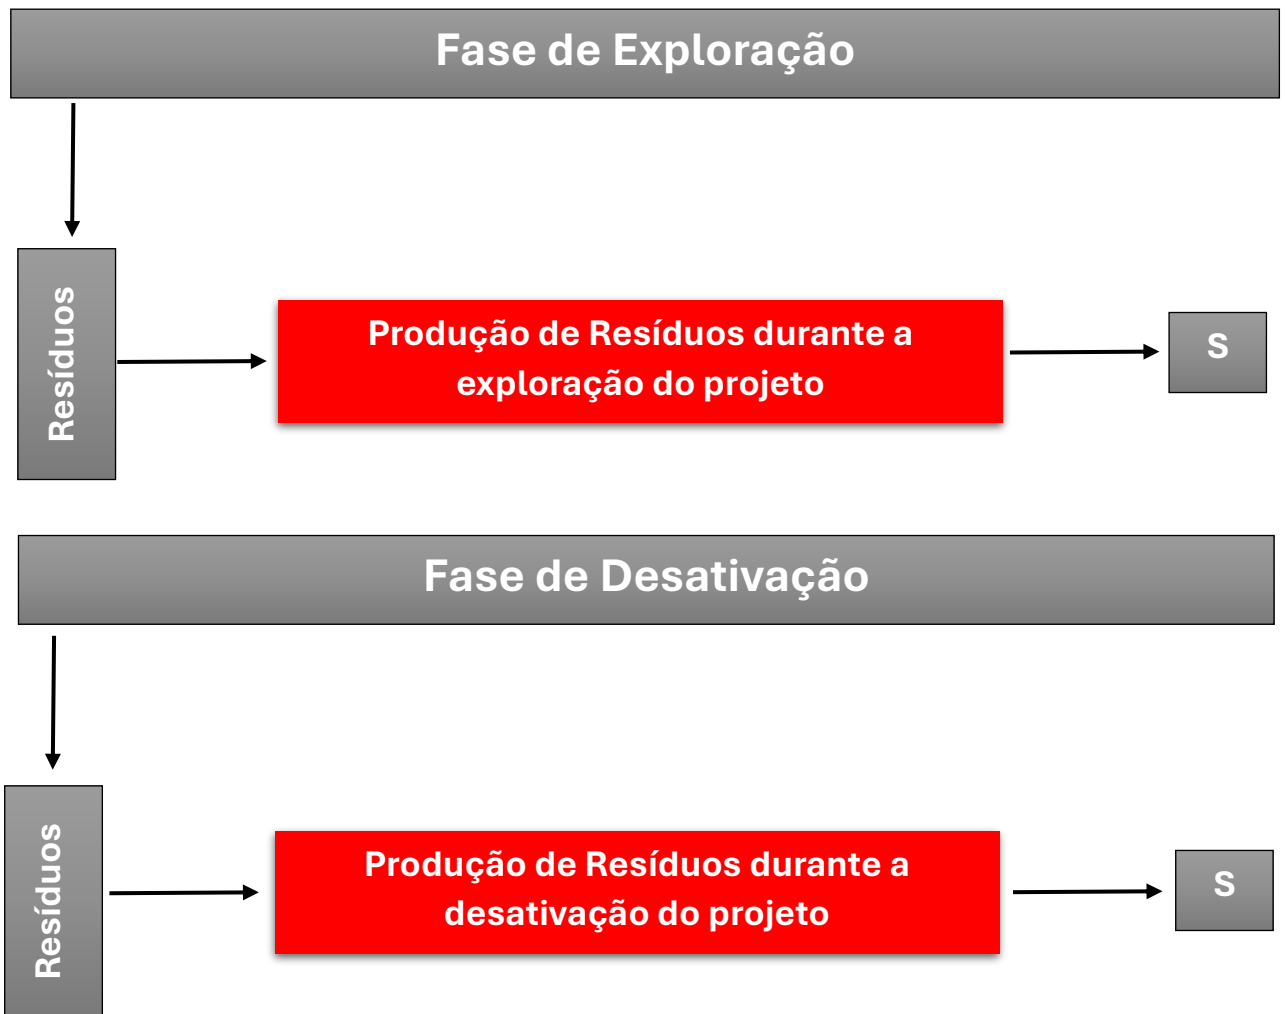 Fase de Exploração
Resíduos
Produção de Resíduos durante a
exploração do projeto
S
Fase de Desativação
Resíduos
Produção de Resíduos durante a
desativação do projeto
S